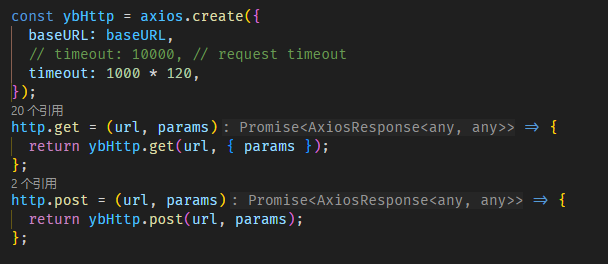 const ybHttp = axios.create({
  baseURL: baseURL,
  // timeout: 10000, // request timeout
  timeout: 1000 * 120,
});
20 个引用
http.get = (url, params): Promise<AxiosResponse<any, any>> => {
  return ybHttp.get(url, { params });
};
2 个引用
http.post = (url, params): Promise<AxiosResponse<any, any>> => {
  return ybHttp.post(url, params);
};